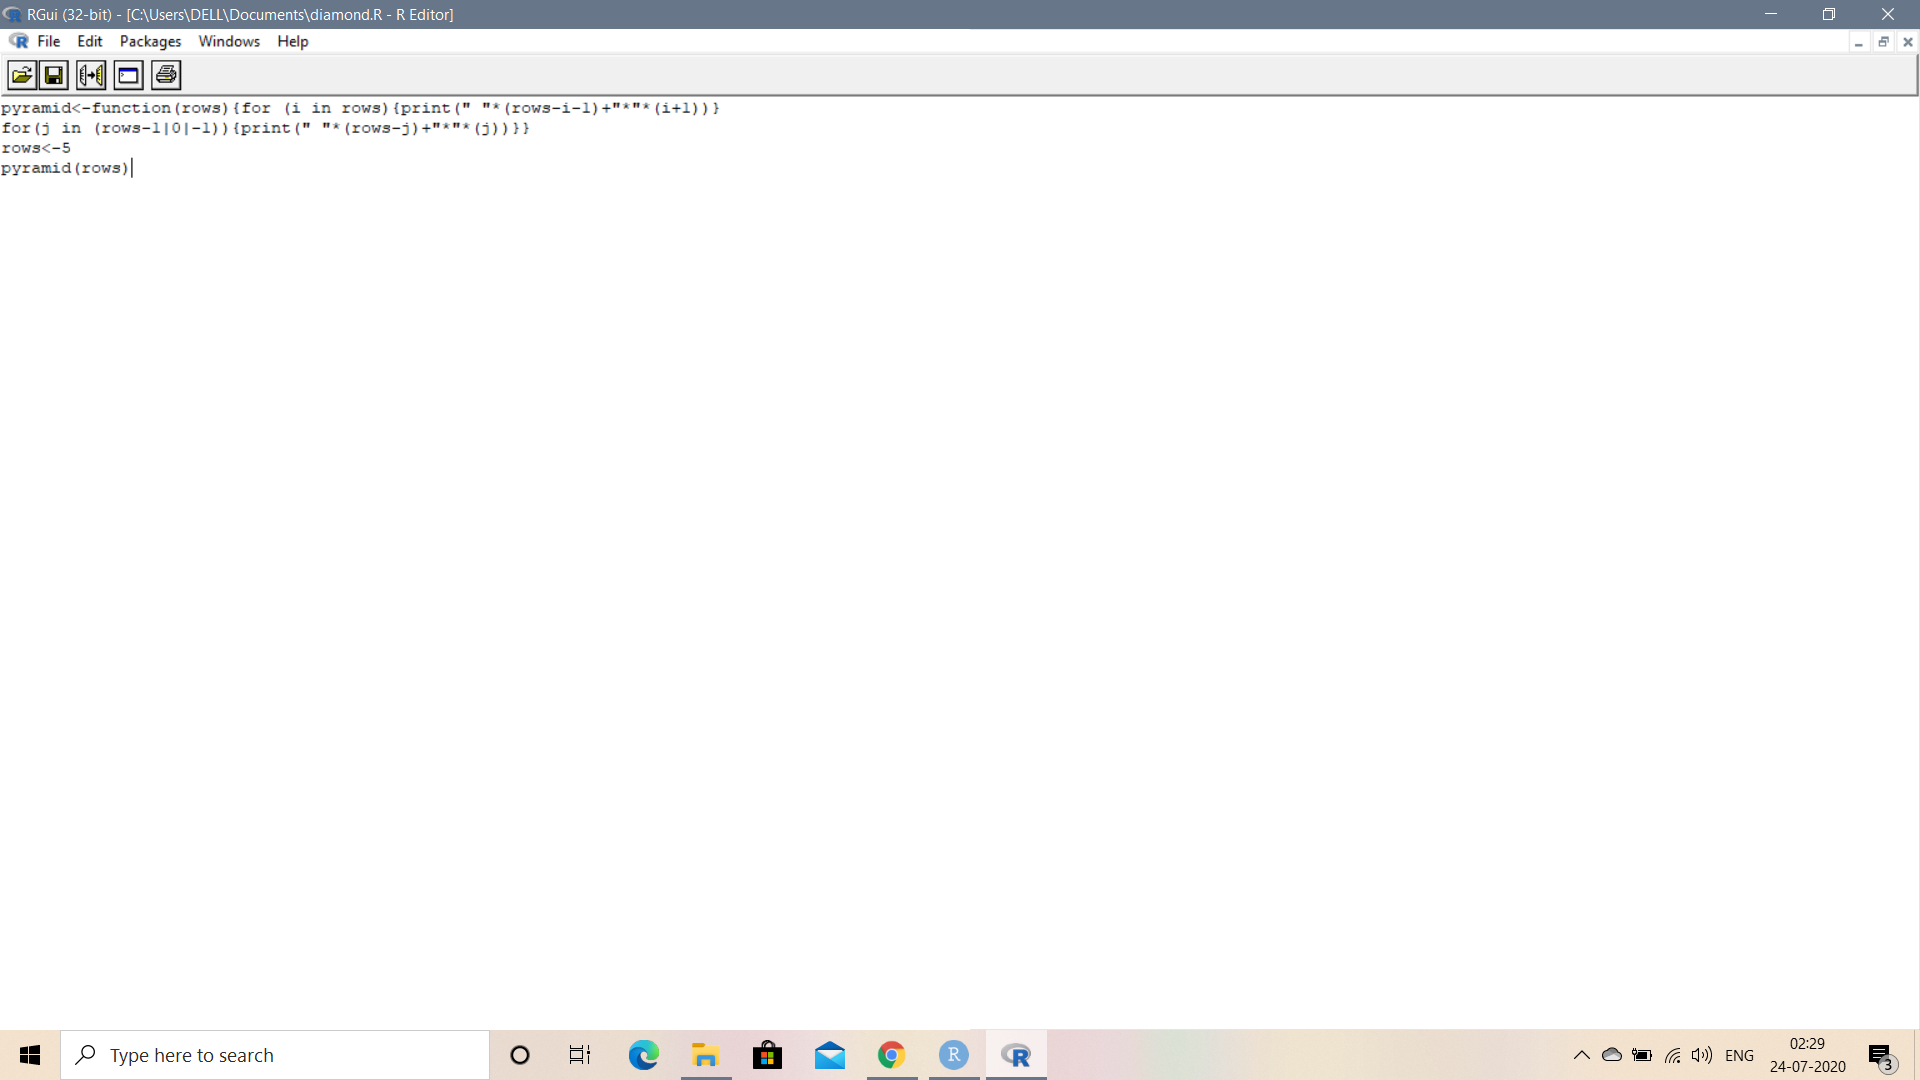 RGui (32-bit) - [C:\Users\DELL\Documents\diamond.R - R Editor]
File Edit Packages Windows Help
pyramid<-function(rows){for (i in rows){print(" "*(rows-i-1)+"*"*(i+1))}
for(j in (rows-1|0|-1)){print(" "*(rows-j)+"*"*(j))}}
rows<-5
pyramid(rows)
Type here to search
ENG
02:29
24-07-2020
3